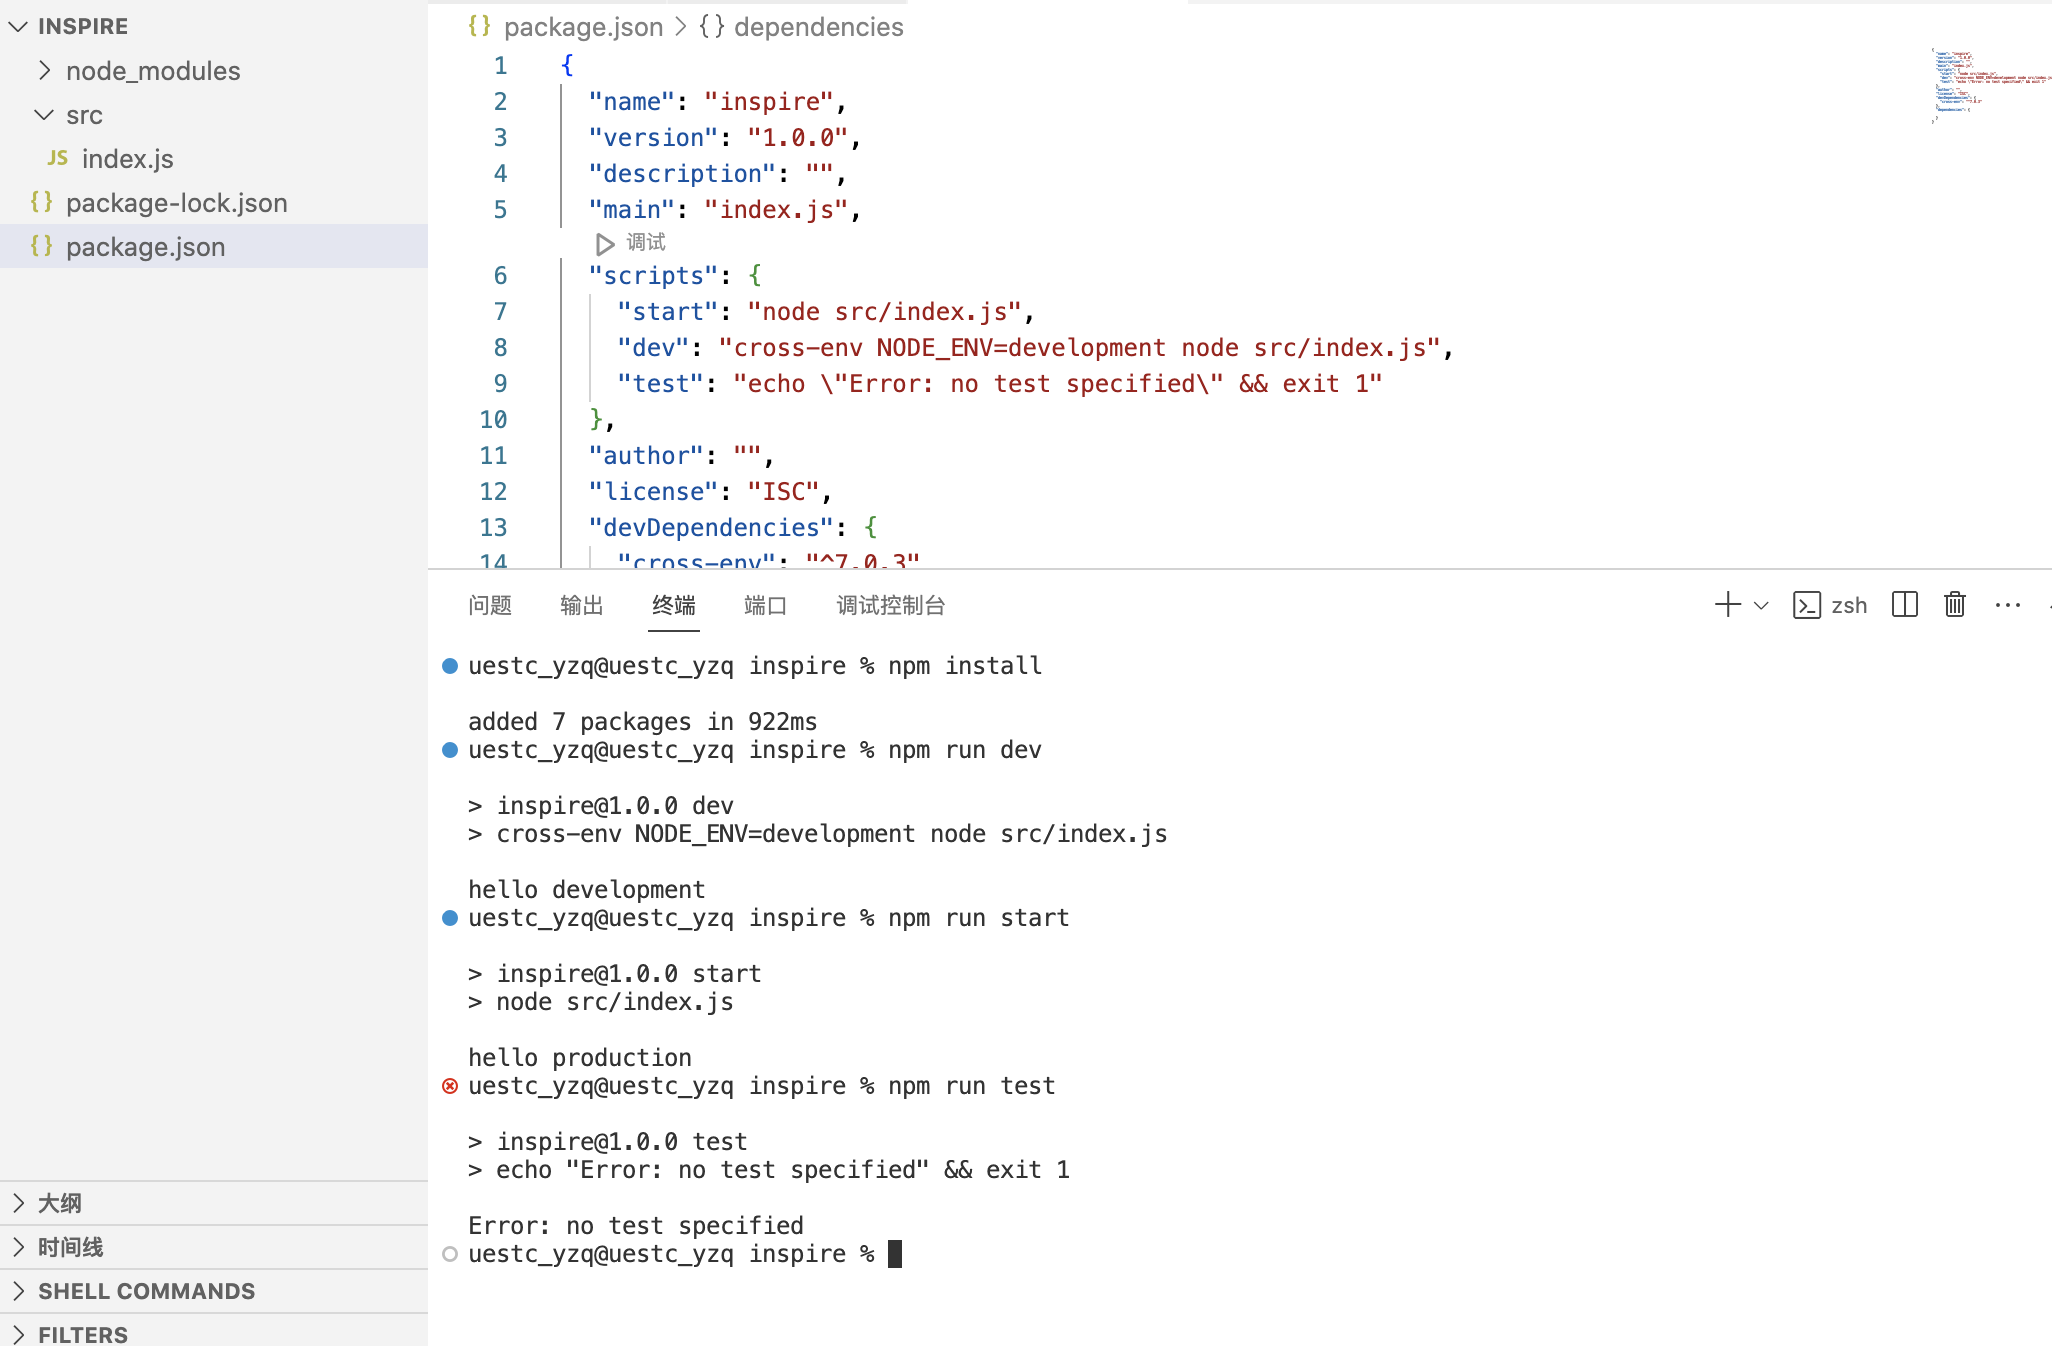 INSPIRE
node_modules
src
JS index.js
{} package-lock.json
{} package.json
大纲
时间线
SHELL COMMANDS
FILTERS
{} package.json > {} dependencies
1 {
2 "name": "inspire",
3 "version": "1.0.0",
4 "description": "",
5 "main": "index.js",
调试
6 "scripts": {
7 "start": "node src/index.js",
8 "dev": "cross-env NODE_ENV=development node src/index.js",
9 "test": "echo \"Error: no test specified\" && exit 1"
10 },
11 "author": "",
12 "license": "ISC",
13 "devDependencies": {
14 "cross-env": "^7.0.3"
问题 输出 终端 端口 调试控制台
zsh
uestc_yzq@uestc_yzq inspire % npm install
added 7 packages in 922ms
uestc_yzq@uestc_yzq inspire % npm run dev
> inspire@1.0.0 dev
> cross-env NODE_ENV=development node src/index.js
hello development
uestc_yzq@uestc_yzq inspire % npm run start
> inspire@1.0.0 start
> node src/index.js
hello production
uestc_yzq@uestc_yzq inspire % npm run test
> inspire@1.0.0 test
> echo "Error: no test specified" && exit 1
Error: no test specified
uestc_yzq@uestc_yzq inspire %